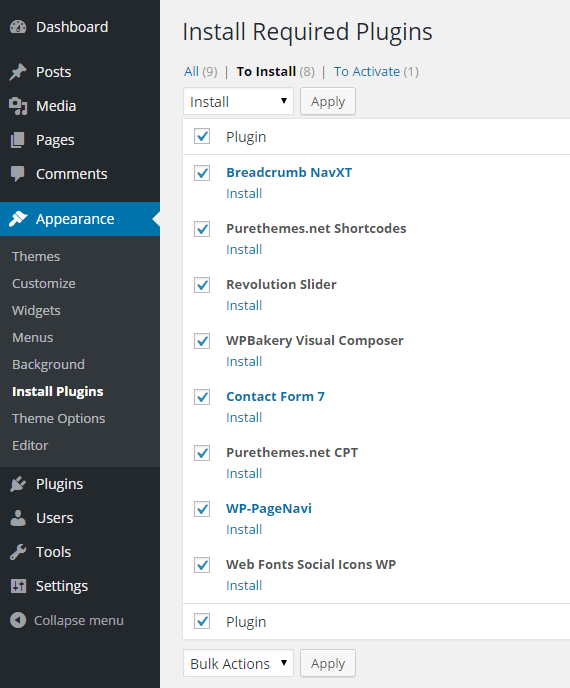 Dashboard
Posts
Media
Pages
Comments
Appearance
Themes
Customize
Widgets
Menus
Background
Install Plugins
Theme Options
Editor
Plugins
Users
Tools
Settings
Collapse menu
Install Required Plugins
All (9) | To Install (8) | To Activate (1)
Install Apply
Plugin
Breadcrumb NavXT
Install
Purethemes.net Shortcodes
Install
Revolution Slider
Install
WPBakery Visual Composer
Install
Contact Form 7
Install
Purethemes.net CPT
Install
WP-PageNavi
Install
Web Fonts Social Icons WP
Install
Plugin
Bulk Actions Apply